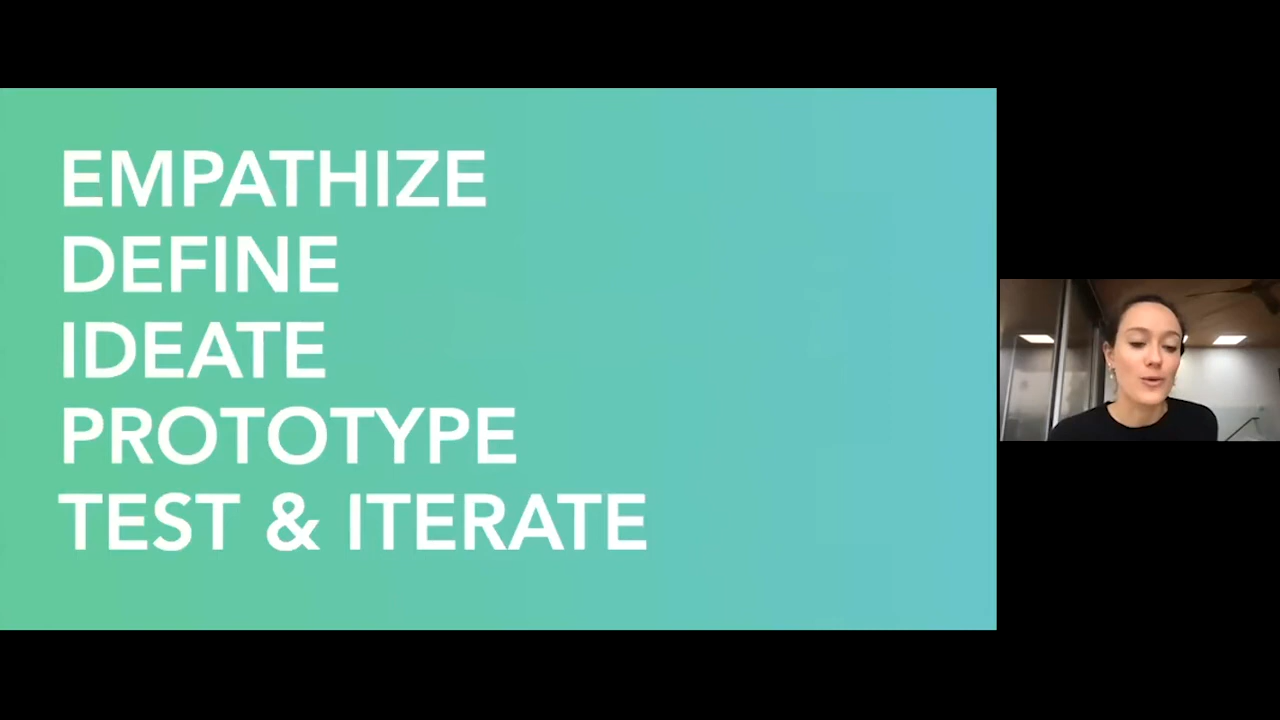 EMPATHIZE
DEFINE
IDEATE
PROTOTYPE
TEST & ITERATE